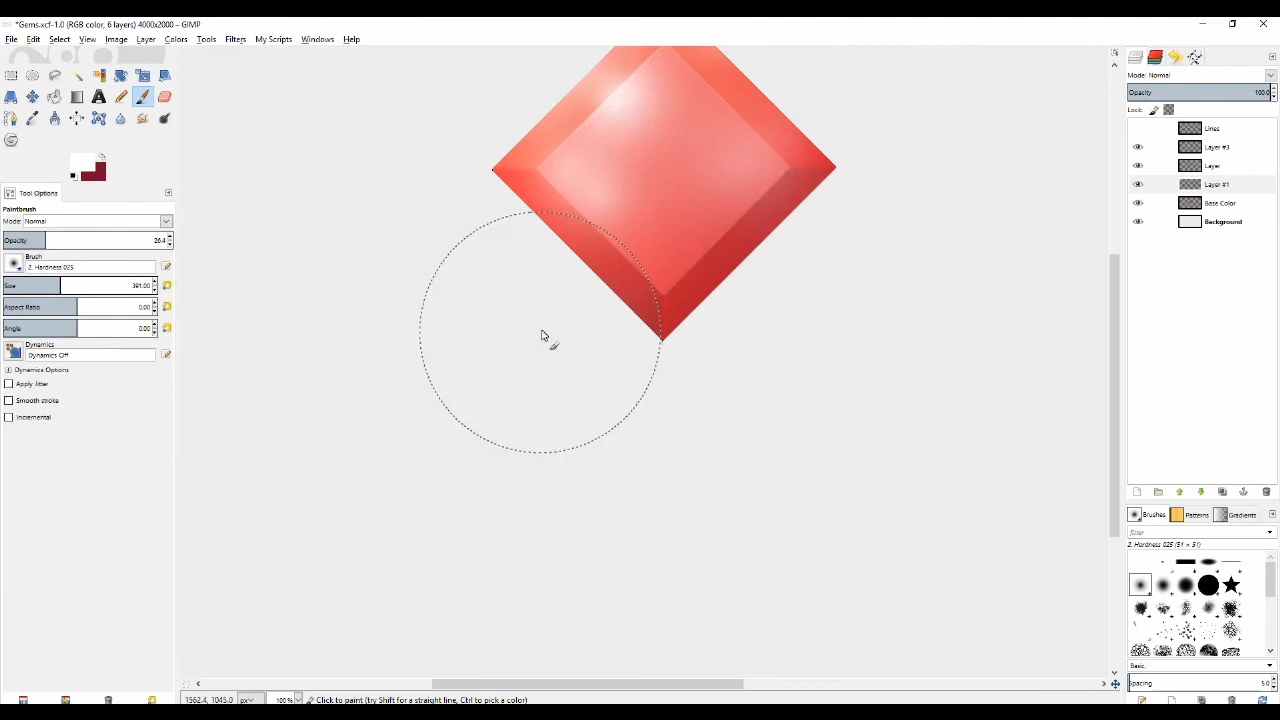 *Gems.xcf-1.0 (RGB color, 6 layers) 4000x2000 – GIMP
File Edit Select View Image Layer Colors Tools Filters My Scripts Windows Help
Mode: Normal
Opacity 100.0
Lock:
Lines
Layer #3
Layer
Layer #1
Base Color
Background
Tool Options
Paintbrush
Mode: Normal
Opacity 26.4
Brush
2. Hardness 025
Size 391.00
Aspect Ratio 0.00
Angle 0.00
Dynamics
Dynamics Off
Dynamics Options
Apply Jitter
Smooth stroke
Incremental
Brushes Patterns Gradients
filter
2. Hardness 025 (51 × 51)
Basic,
Spacing 5.0
1562.4, 1045.0 px 100 % Click to paint (try Shift for a straight line, Ctrl to pick a color)